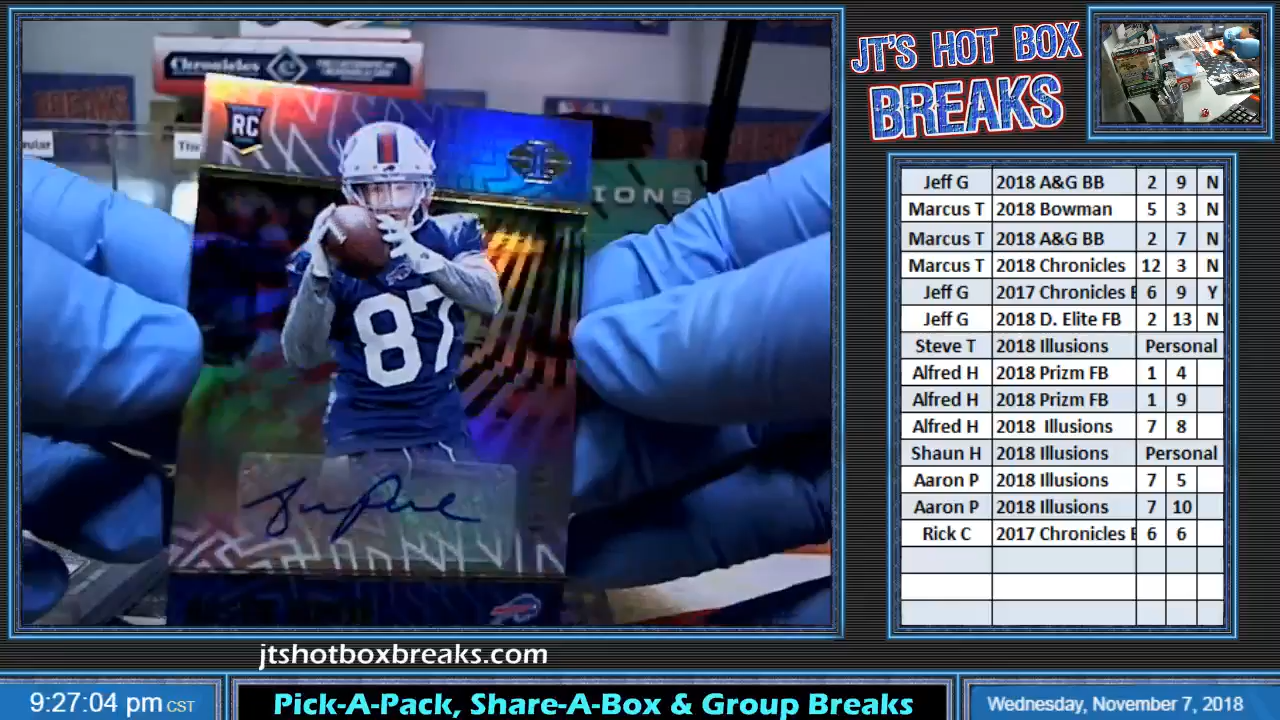 Chronicles
BREAKS
ular
Th
RC
IONS
87
JT'S HOT BOX
BREAKS
Jeff G 2018 A&G BB 2 9 N
Marcus T 2018 Bowman 5 3 N
Marcus T 2018 A&G BB 2 7 N
Marcus T 2018 Chronicles 12 3 N
Jeff G 2017 Chronicles B 6 9 Y
Jeff G 2018 D. Elite FB 2 13 N
Steve T 2018 Illusions Personal
Alfred H 2018 Prizm FB 1 4
Alfred H 2018 Prizm FB 1 9
Alfred H 2018 Illusions 7 8
Shaun H 2018 Illusions Personal
Aaron P 2018 Illusions 7 5
Aaron P 2018 Illusions 7 10
Rick C 2017 Chronicles B 6 6
jtshotboxbreaks.com
9:27:04 pm CST
Pick-A-Pack, Share-A-Box & Group Breaks
Wednesday, November 7, 2018